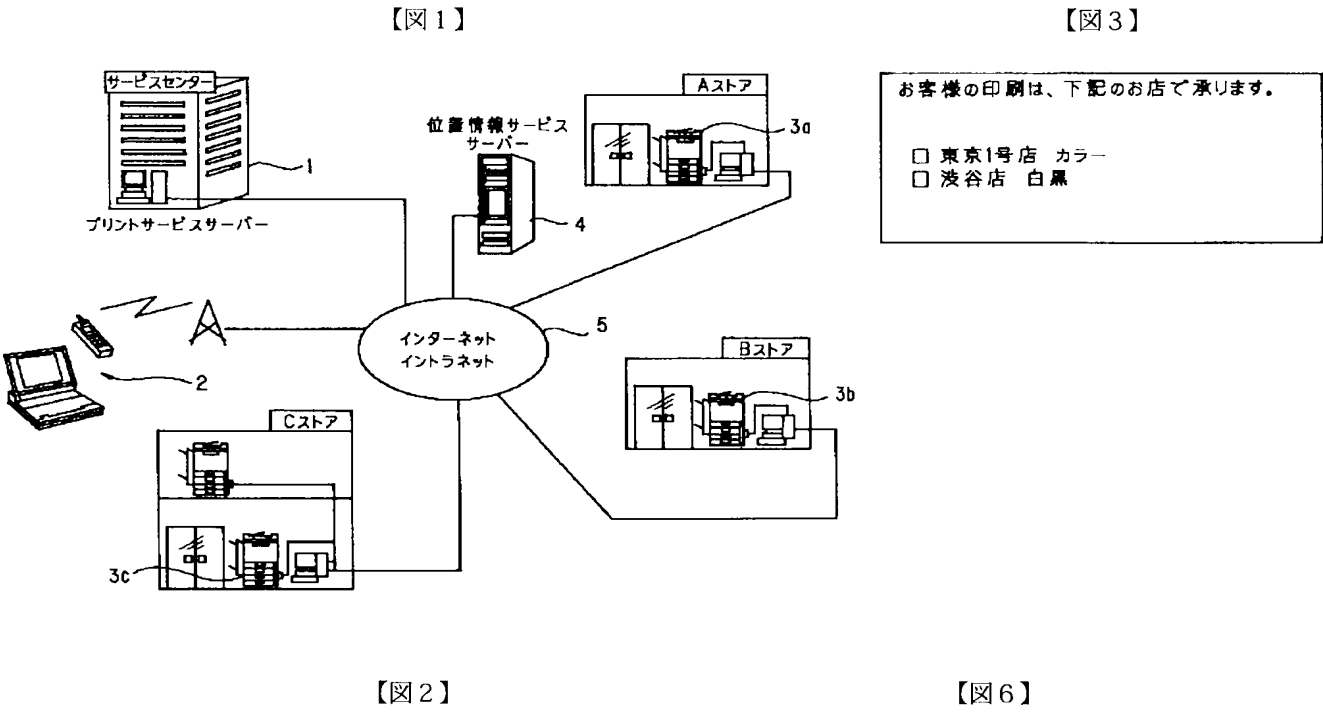 【図1】
サービスセンター
1
プリントサービスサーバー
位置情報サービス
サーバー
4
Aストア
3a
2
インターネット
イントラネット
5
Bストア
3b
Cストア
3c
【図3】
お客様の印刷は、下記のお店で承ります。
□ 東京1号店 カラー
□ 渋谷店 白黒
【図2】
【図6】